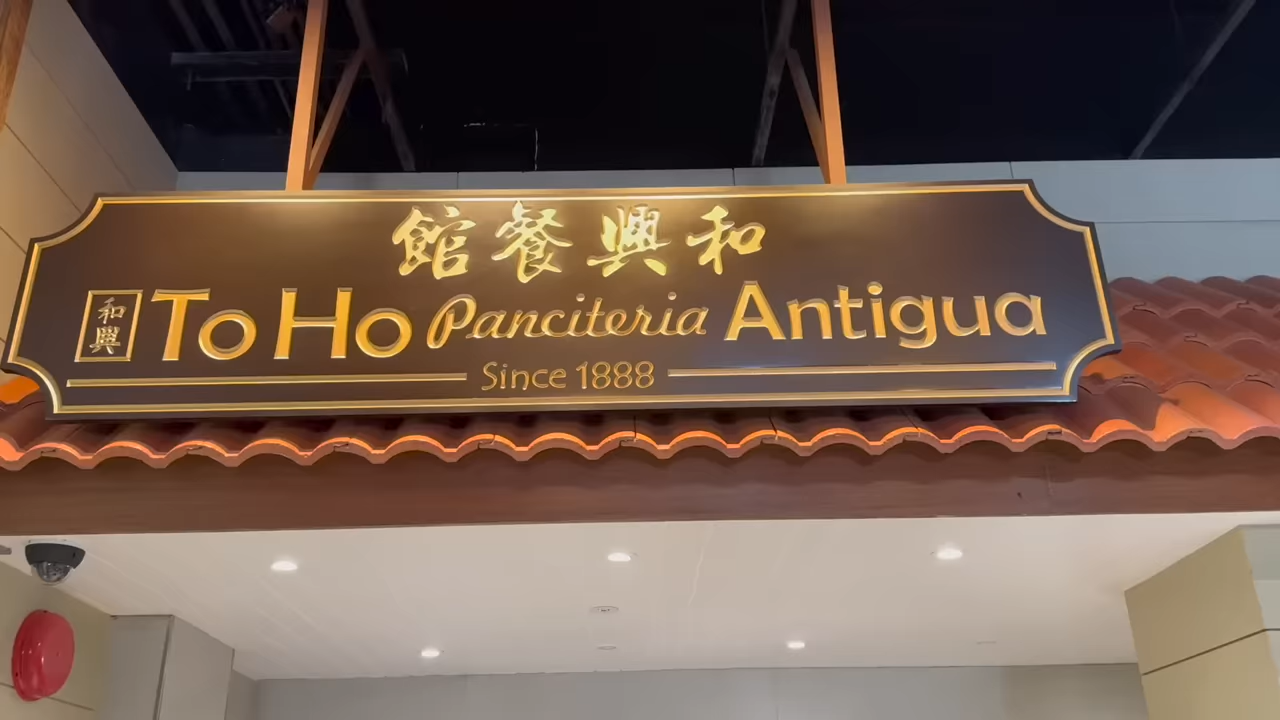 館餐興和
和興
To Ho Panciteria Antigua
Since 1888